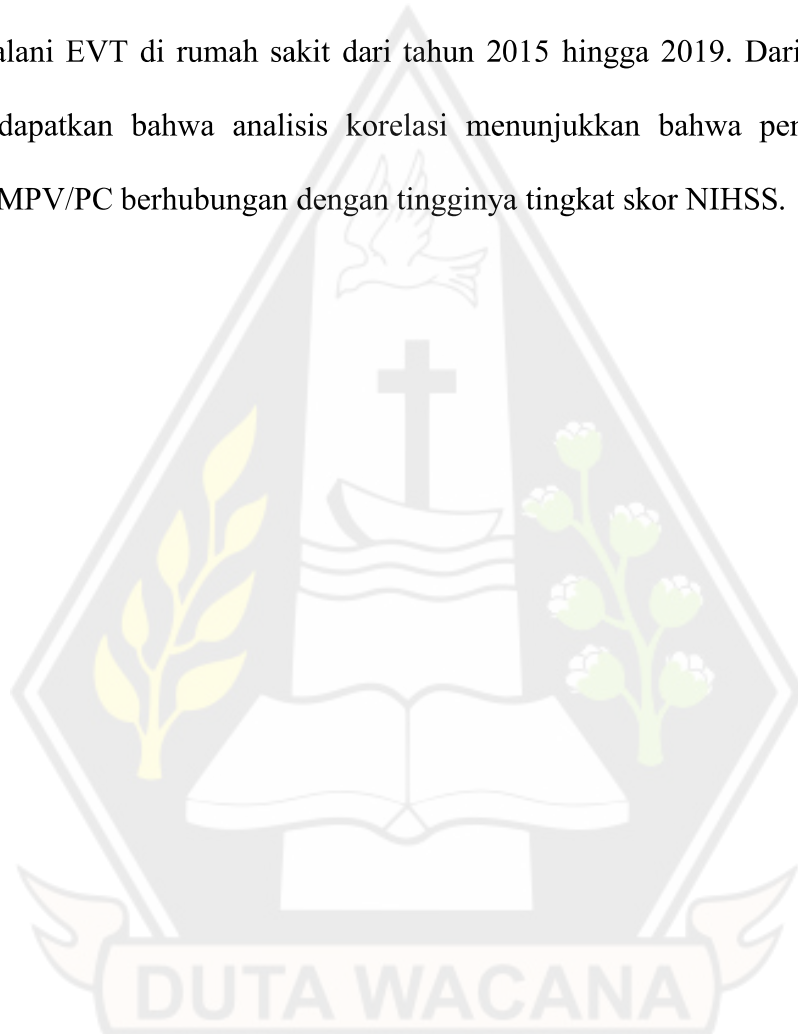 alani EVT di rumah sakit dari tahun 2015 hingga 2019. Dari
dapatkan bahwa analisis korelasi menunjukkan bahwa per
MPV/PC berhubungan dengan tingginya tingkat skor NIHSS.
DUTA WACANA